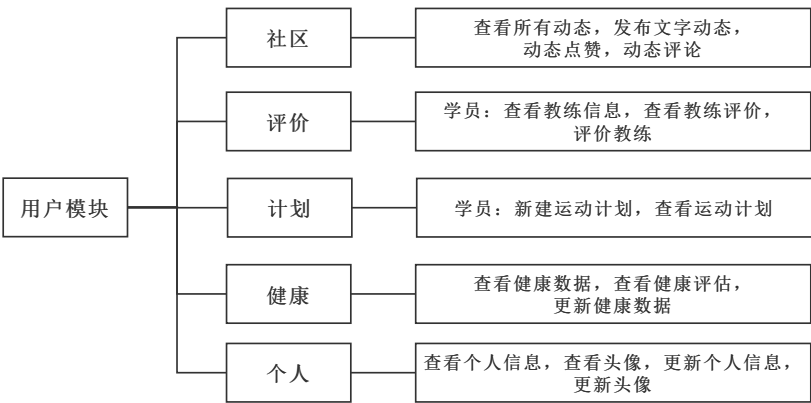 社区
查看所有动态，发布文字动态，
动态点赞，动态评论
评价
学员：查看教练信息，查看教练评价，
评价教练
用户模块
计划
学员：新建运动计划，查看运动计划
健康
查看健康数据，查看健康评估，
更新健康数据
个人
查看个人信息，查看头像，更新个人信息，
更新头像